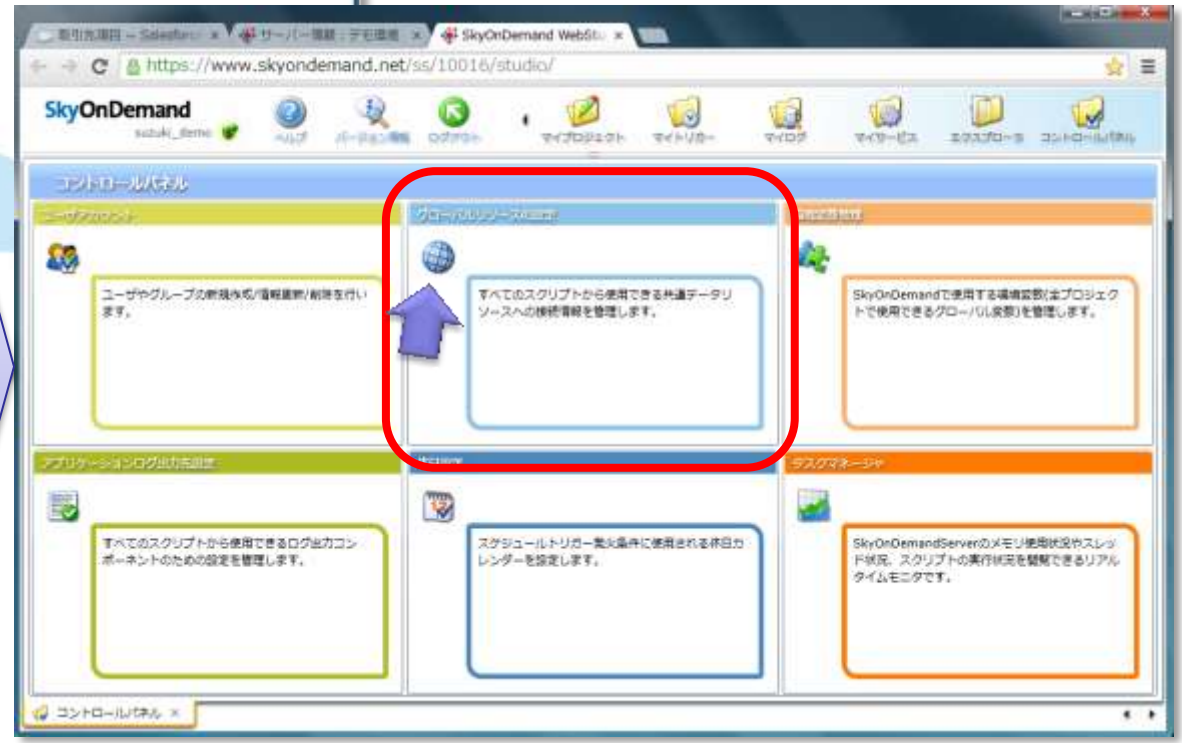 取引先項目 ~ Salesforc ×
サーバー情報 : デモ環境 ×
SkyOnDemand WebStu ×
https://www.skyondemand.net/ss/10016/studio/
SkyOnDemand
suzuki_demo
ヘルプ
バージョン情報
ログアウト
マイプロジェクト
マイトリガー
マイログ
マイサービス
エクスプローラ
コントロールパネル
コントロールパネル
ユーザアカウント
グローバルリソース
ユーザやグループの新規作成/情報更新/削除を行い
ます。
すべてのスクリプトから使用できる共通データリ
ソースへの接続情報を管理します。
SkyOnDemandで使用する環境変数(全プロジェク
トで使用できるグローバル変数)を管理します。
アプリケーションログ出力先設定
タスクマネージャ
すべてのスクリプトから使用できるログ出力コン
ポーネントのための設定を管理します。
スケジュールトリガー発火条件に使用される休日カ
レンダーを設定します。
SkyOnDemandServerのメモリ使用状況やスレッ
ド状況、スクリプトの実行状況を閲覧できるリアル
タイムモニタです。
コントロールパネル ×